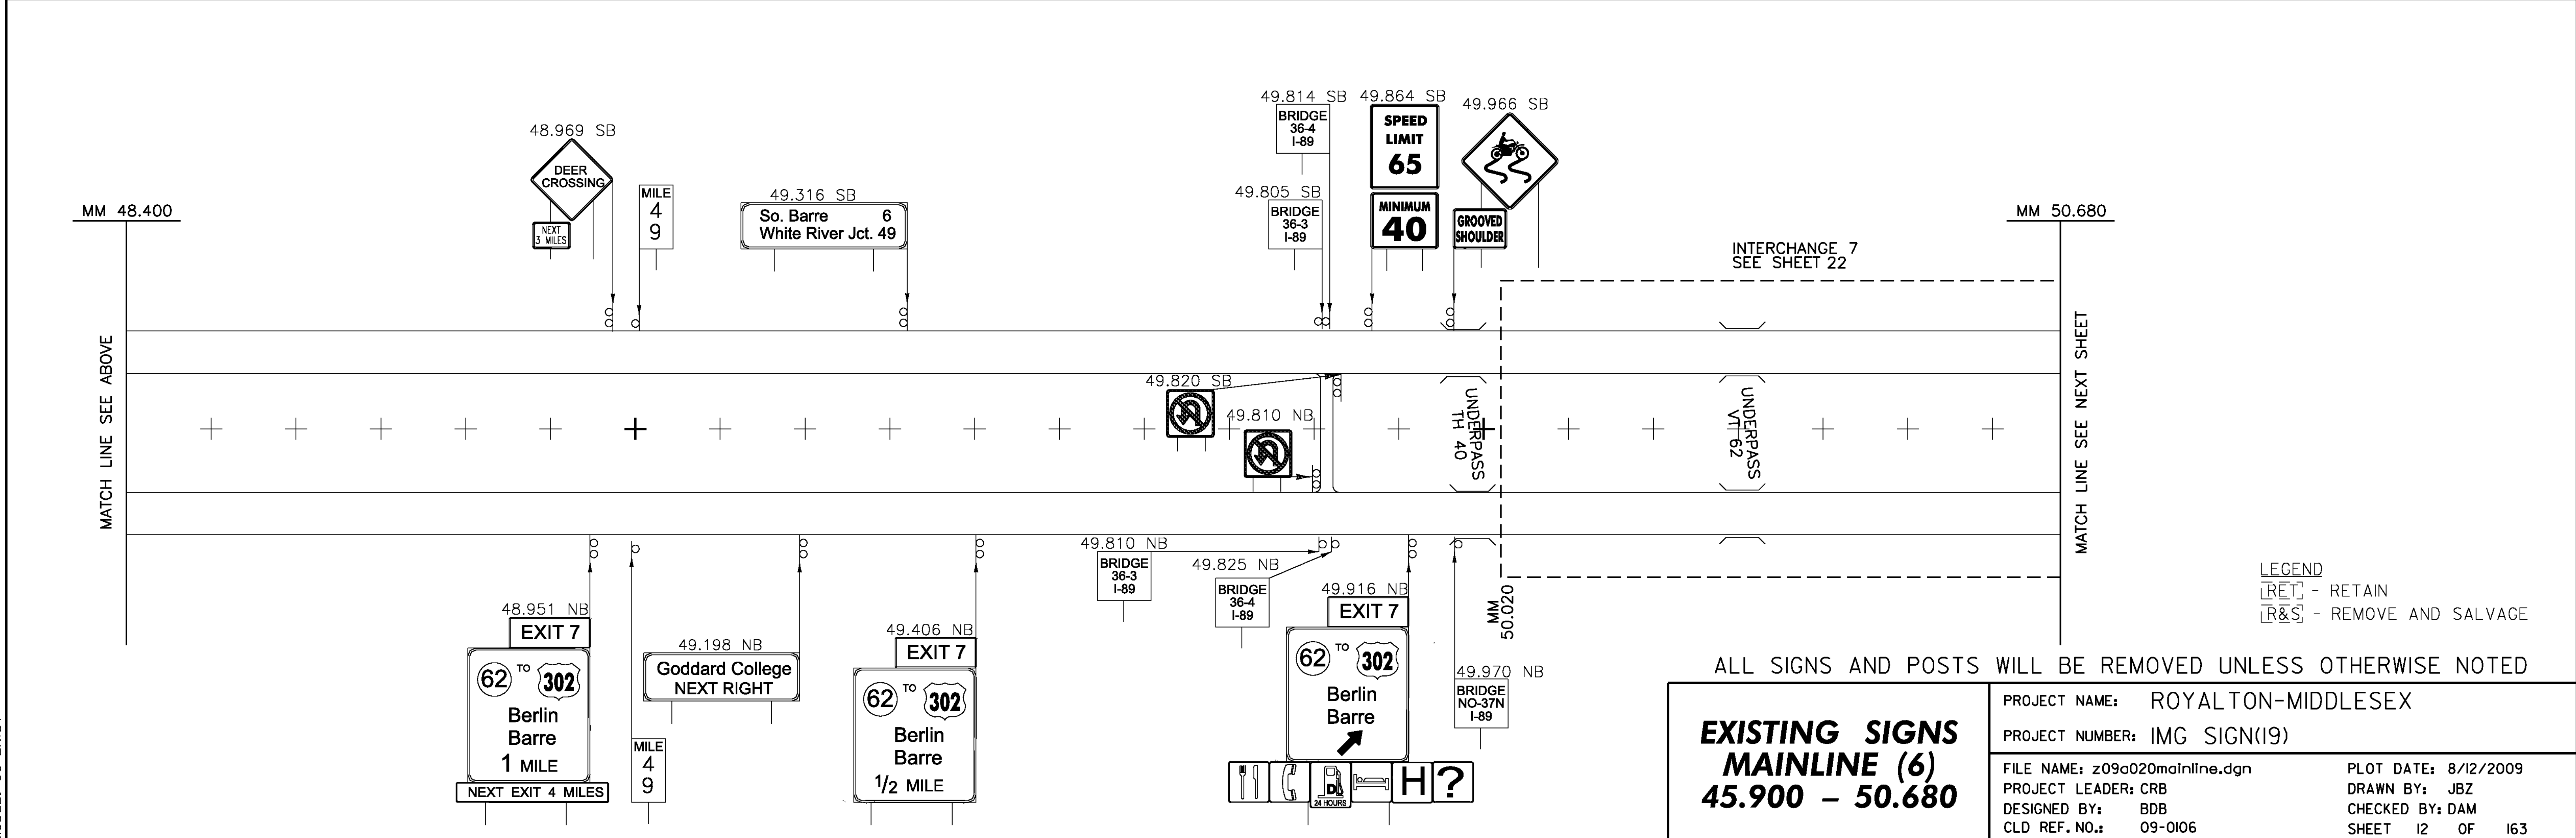 48.969 SB
DEER
CROSSING
NEXT
3 MILES
MILE
4
9
49.316 SB
So. Barre 6
White River Jct. 49
49.814 SB
BRIDGE
36-4
I-89
49.805 SB
BRIDGE
36-3
I-89
49.864 SB
SPEED
LIMIT
65
MINIMUM
40
49.966 SB
GROOVED
SHOULDER
MM 48.400
MM 50.680
INTERCHANGE 7
SEE SHEET 22
MATCH LINE SEE ABOVE
49.820 SB
49.810 NB
UNDERPASS
TH 40
UNDERPASS
VT 62
MATCH LINE SEE NEXT SHEET
48.951 NB
EXIT 7
62 TO 302
Berlin
Barre
1 MILE
NEXT EXIT 4 MILES
MILE
4
9
49.198 NB
Goddard College
NEXT RIGHT
49.406 NB
EXIT 7
62 TO 302
Berlin
Barre
1/2 MILE
49.810 NB
BRIDGE
36-3
I-89
49.825 NB
BRIDGE
36-4
I-89
49.916 NB
EXIT 7
62 TO 302
Berlin
Barre
D
24 HOURS
H
?
49.970 NB
BRIDGE
NO-37N
I-89
MM
50.020
LEGEND
[RET] - RETAIN
[R&S] - REMOVE AND SALVAGE
ALL SIGNS AND POSTS WILL BE REMOVED UNLESS OTHERWISE NOTED
EXISTING SIGNS
MAINLINE (6)
45.900 - 50.680
PROJECT NAME: ROYALTON-MIDDLESEX
PROJECT NUMBER: IMG SIGN(19)
FILE NAME: z09a020mainline.dgn
PROJECT LEADER: CRB
DESIGNED BY: BDB
CLD REF. NO.: 09-0106
PLOT DATE: 8/12/2009
DRAWN BY: JBZ
CHECKED BY: DAM
SHEET 12 OF 163